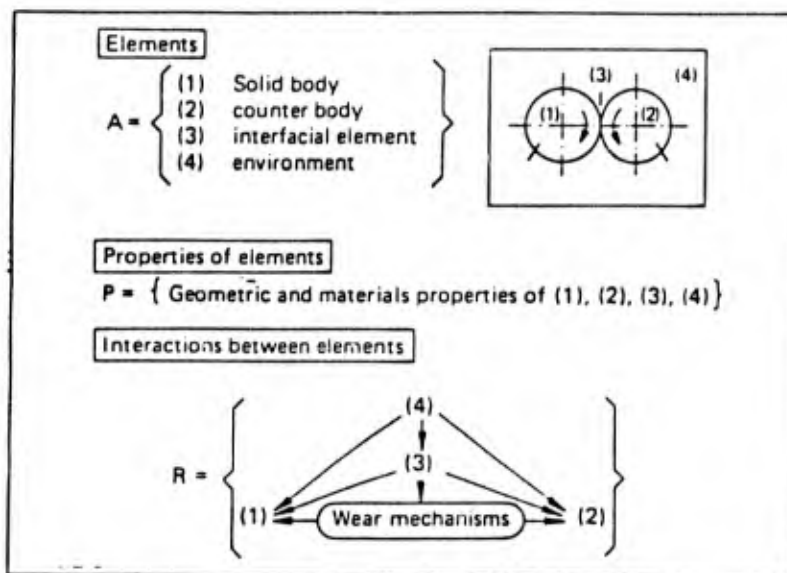 Elements
A =
(1) Solid body
(2) counter body
(3) interfacial element
(4) environment
(3)
(4)
(1)
(2)
Properties of elements
P = { Geometric and materials properties of (1), (2), (3), (4) }
Interactions between elements
(4)
(3)
R =
(1) Wear mechanisms (2)